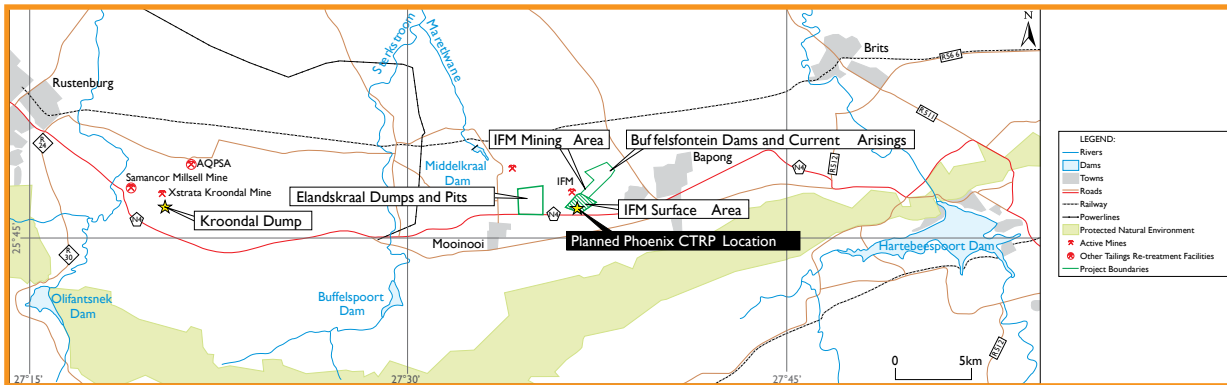 N
Brits
R566
Rustenburg
Sterkstroom
Maretlwane
R511
R
24
IFM Mining Area
Buffelsfontein Dams and Current Arisings
AQPSA
Middelkraal
Dam
Bapong
N4
R512
Samancor Millsell Mine
IFM
Xstrata Kroondal Mine
Elandskraal Dumps and Pits
Kroondal Dump
N4
N4
IFM Surface Area
25°45'
Mooinooi
Planned Phoenix CTRP Location
Hartebeespoort Dam
R
30
Olifantsnek
Dam
Buffelspoort
Dam
R512
0 5km
27°15'
27°30'
27°45'
LEGEND:
Rivers
Dams
Towns
Roads
Railway
Powerlines
Protected Natural Environment
Active Mines
Other Tailings Re-treatment Facilities
Project Boundaries